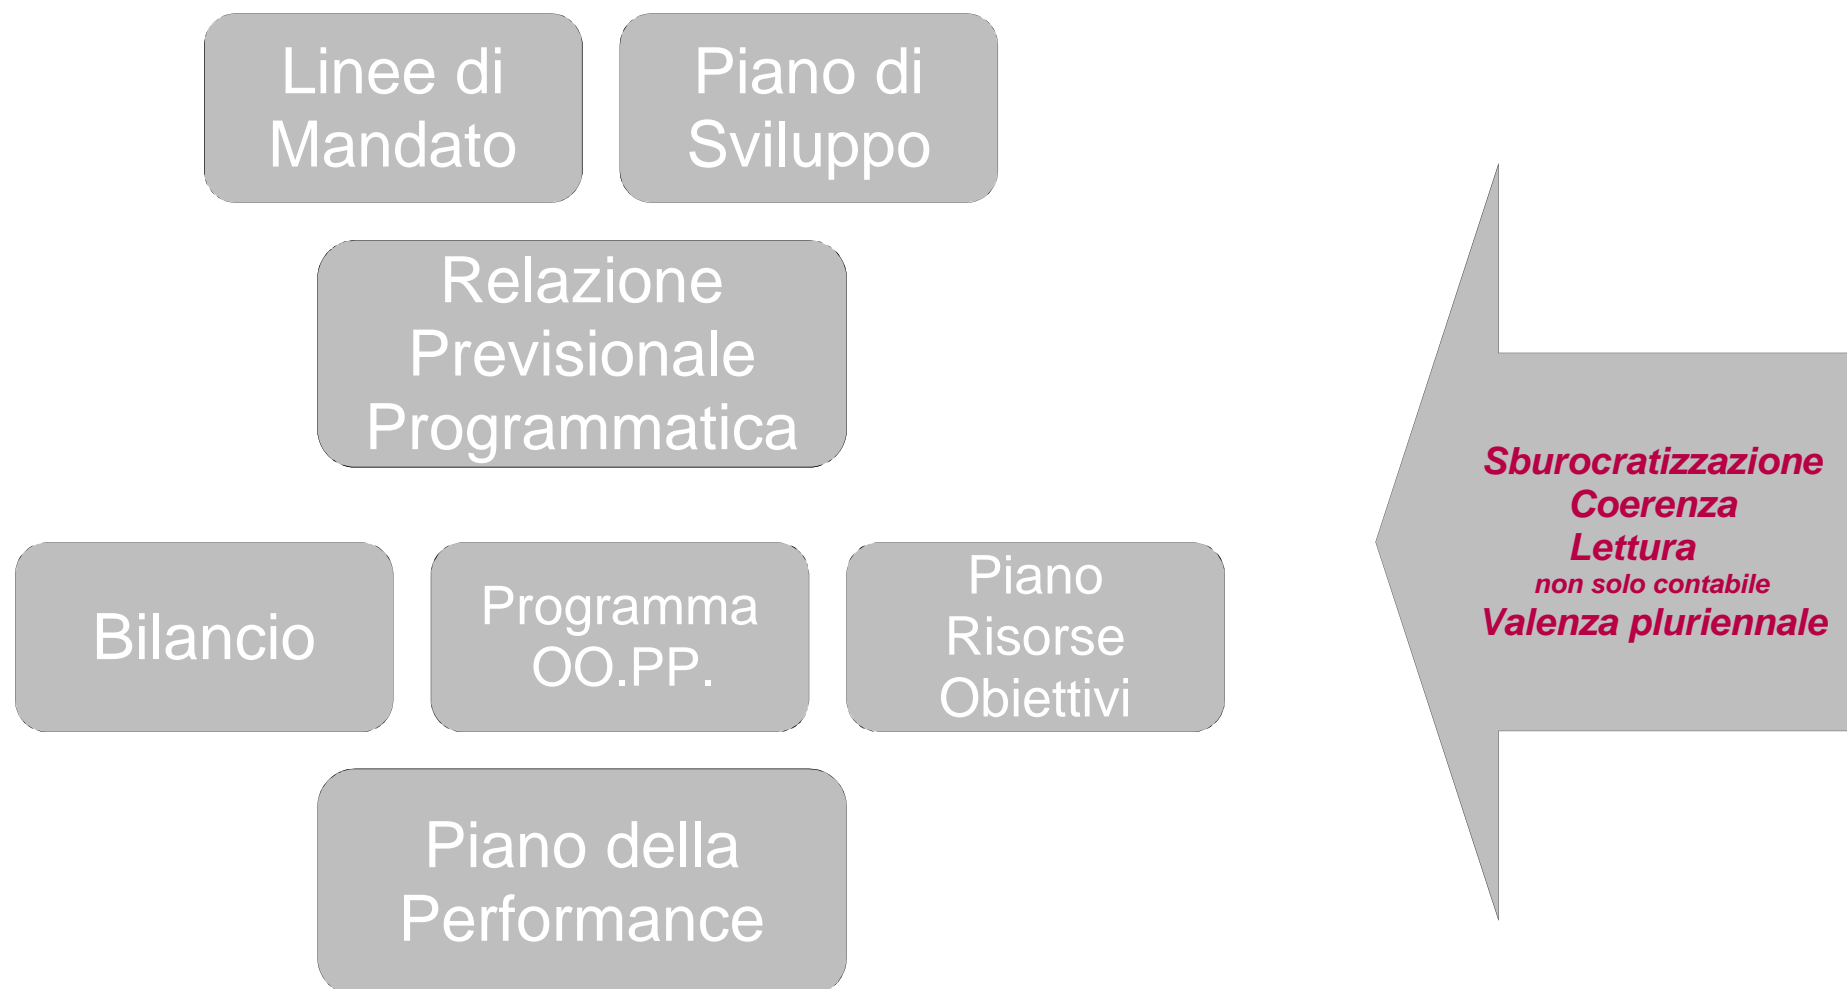 Linee di
Mandato
Piano di
Sviluppo
Relazione
Previsionale
Programmatica
Bilancio
Programma
OO.PP.
Piano
Risorse
Obiettivi
Piano della
Performance
Sburocratizzazione
Coerenza
Lettura
non solo contabile
Valenza pluriennale